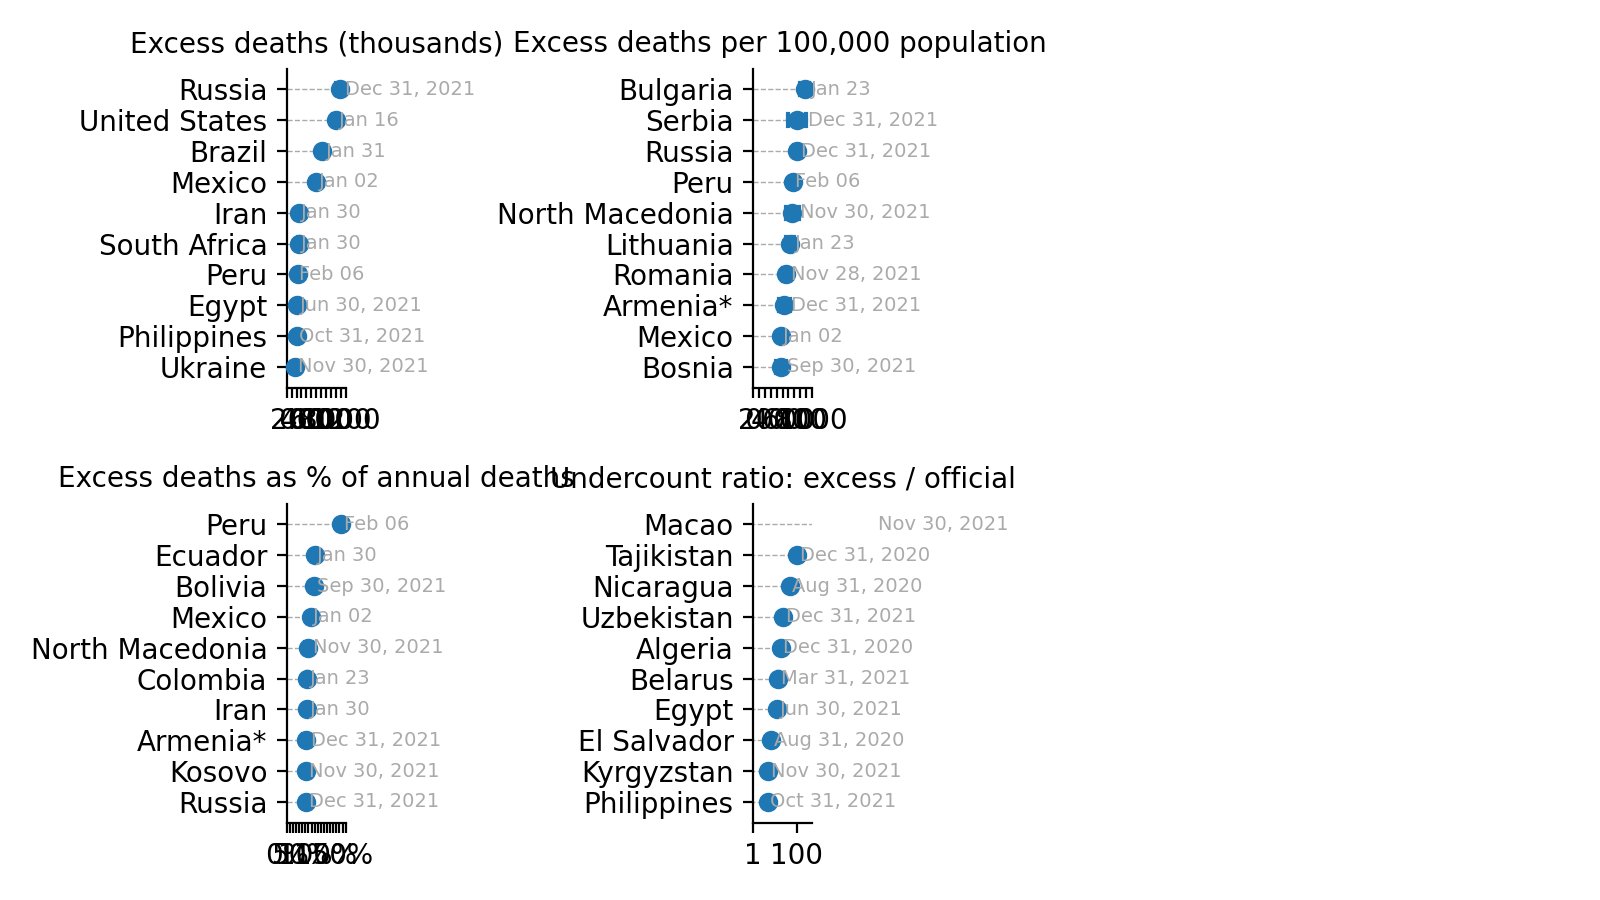 Excess deaths (thousands)
Russia Dec 31, 2021
United States Jan 16
Brazil Jan 31
Mexico Jan 02
Iran Jan 30
South Africa Jan 30
Peru Feb 06
Egypt Jun 30, 2021
Philippines Oct 31, 2021
Ukraine Nov 30, 2021
Excess deaths per 100,000 population
Bulgaria Jan 23
Serbia Dec 31, 2021
Russia Dec 31, 2021
Peru Feb 06
North Macedonia Nov 30, 2021
Lithuania Jan 23
Romania Nov 28, 2021
Armenia* Dec 31, 2021
Mexico Jan 02
Bosnia Sep 30, 2021
Excess deaths as % of annual deaths
Peru Feb 06
Ecuador Jan 30
Bolivia Sep 30, 2021
Mexico Jan 02
North Macedonia Nov 30, 2021
Colombia Jan 23
Iran Jan 30
Armenia* Dec 31, 2021
Kosovo Nov 30, 2021
Russia Dec 31, 2021
Undercount ratio: excess / official
Macao Nov 30, 2021
Tajikistan Dec 31, 2020
Nicaragua Aug 31, 2020
Uzbekistan Dec 31, 2021
Algeria Dec 31, 2020
Belarus Mar 31, 2021
Egypt Jun 30, 2021
El Salvador Aug 31, 2020
Kyrgyzstan Nov 30, 2021
Philippines Oct 31, 2021
1 100